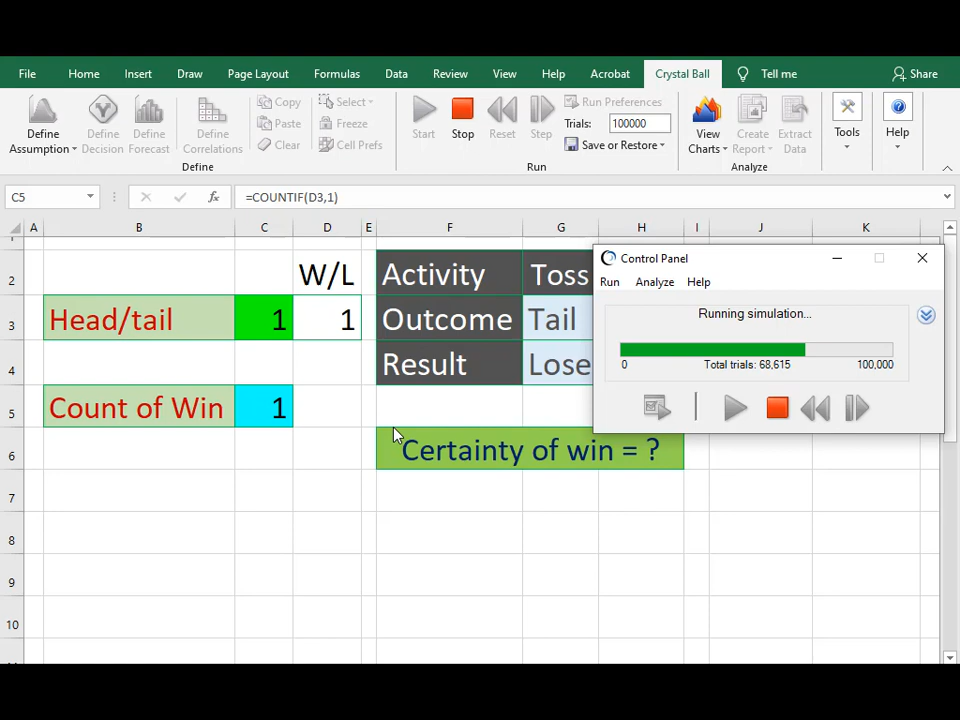 File Home Insert Draw Page Layout Formulas Data Review View Help Acrobat Crystal Ball Tell me Share
Define Assumption
Define Decision
Define Forecast
Define Correlations
Copy
Paste
Clear
Select
Freeze
Cell Prefs
Define
Start
Stop
Reset
Step
Run Preferences
Trials: 100000
Save or Restore
Run
View Charts
Create Report
Extract Data
Analyze
Tools
Help
C5 fx =COUNTIF(D3,1)
A B C D E F G H I J K
1
2 W/L Activity Toss
3 Head/tail 1 1 Outcome Tail
4 Result Lose
5 Count of Win 1
6 Certainty of win = ?
7
8
9
10
Control Panel
Run Analyze Help
Running simulation...
0 Total trials: 68,615 100,000